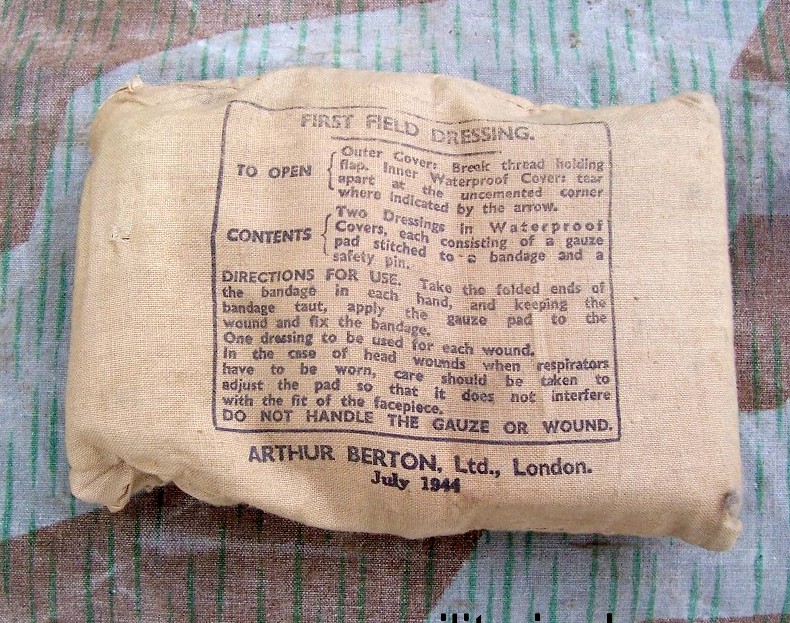 FIRST FIELD DRESSING.
TO OPEN { Outer Cover: Break thread holding
flap. Inner Waterproof Cover: tear
apart at the uncemented corner
where indicated by the arrow.
CONTENTS { Two Dressings in Waterproof
Covers, each consisting of a gauze
pad stitched to a bandage and a
safety pin.
DIRECTIONS FOR USE. Take the folded ends of
the bandage in each hand, and keeping the
bandage taut, apply the gauze pad to the
wound and fix the bandage.
One dressing to be used for each wound.
In the case of head wounds when respirators
have to be worn, care should be taken to
adjust the pad so that it does not interfere
with the fit of the facepiece.
DO NOT HANDLE THE GAUZE OR WOUND.
ARTHUR BERTON, Ltd., London.
July 1944